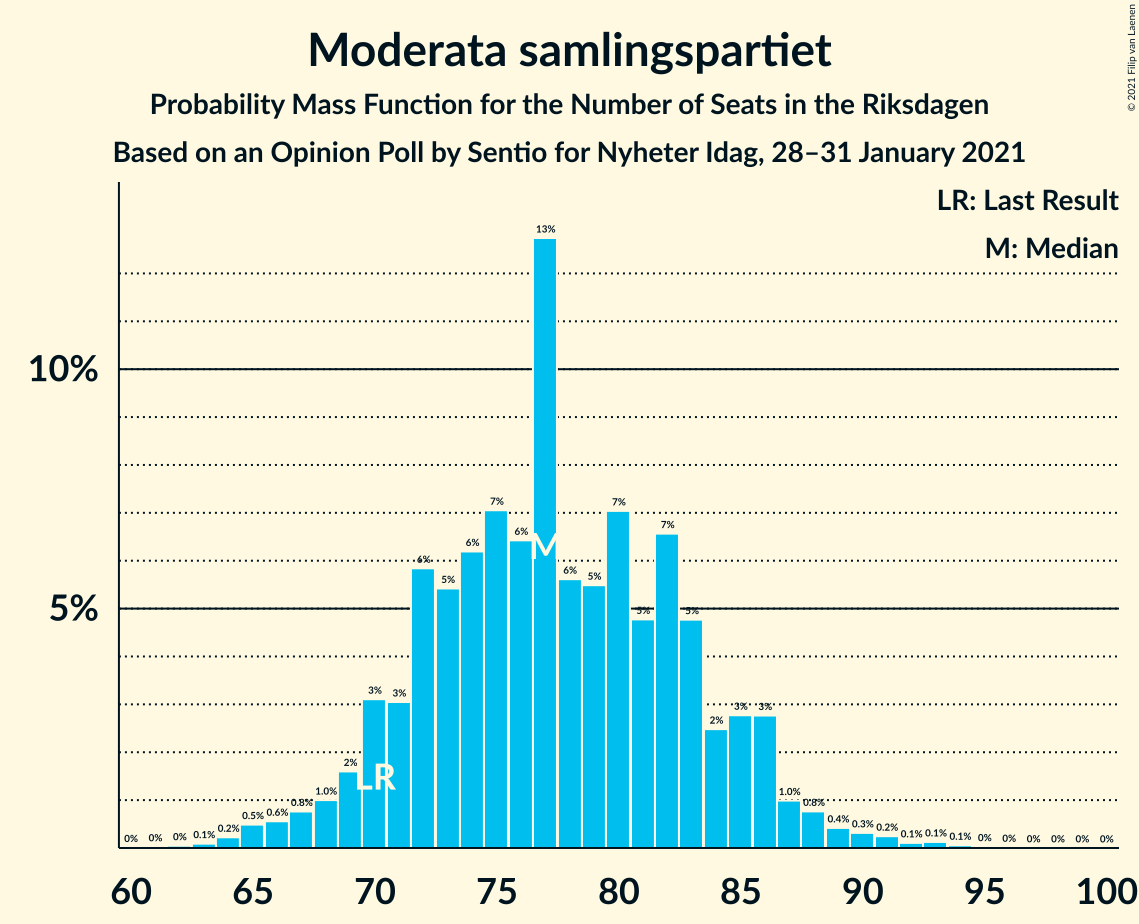 Moderata samlingspartiet
Probability Mass Function for the Number of Seats in the Riksdagen
Based on an Opinion Poll by Sentio for Nyheter Idag, 28–31 January 2021
© 2021 Filip van Laenen
LR: Last Result
M: Median
10%
5%
0% 0% 0% 0.1% 0.2% 0.5% 0.6% 0.8% 1.0% 2% 3% 3% 6% 5% 6% 7% 6% 13% 6% 5% 7% 5% 7% 5% 2% 3% 3% 1.0% 0.8% 0.4% 0.3% 0.2% 0.1% 0.1% 0.1% 0% 0% 0% 0% 0% 0%
M
LR
60 65 70 75 80 85 90 95 100